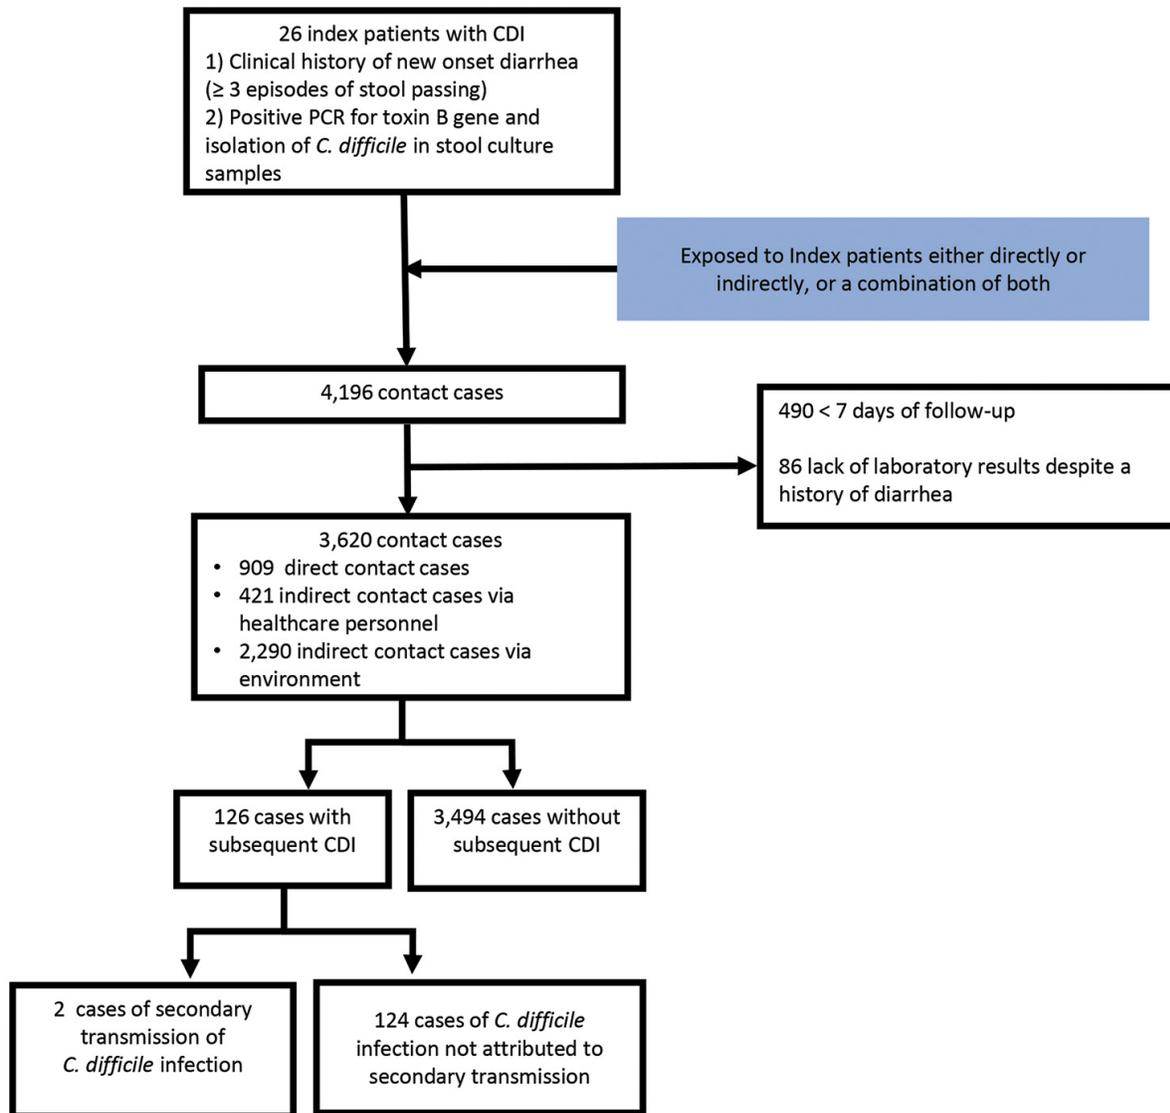 26 index patients with CDI
1) Clinical history of new onset diarrhea
(≥ 3 episodes of stool passing)
2) Positive PCR for toxin B gene and
isolation of C. difficile in stool culture
samples
Exposed to Index patients either directly or
indirectly, or a combination of both
4,196 contact cases
490 < 7 days of follow-up
86 lack of laboratory results despite a
history of diarrhea
3,620 contact cases
• 909 direct contact cases
• 421 indirect contact cases via
healthcare personnel
• 2,290 indirect contact cases via
environment
126 cases with
subsequent CDI
3,494 cases without
subsequent CDI
2 cases of secondary
transmission of
C. difficile infection
124 cases of C. difficile
infection not attributed to
secondary transmission